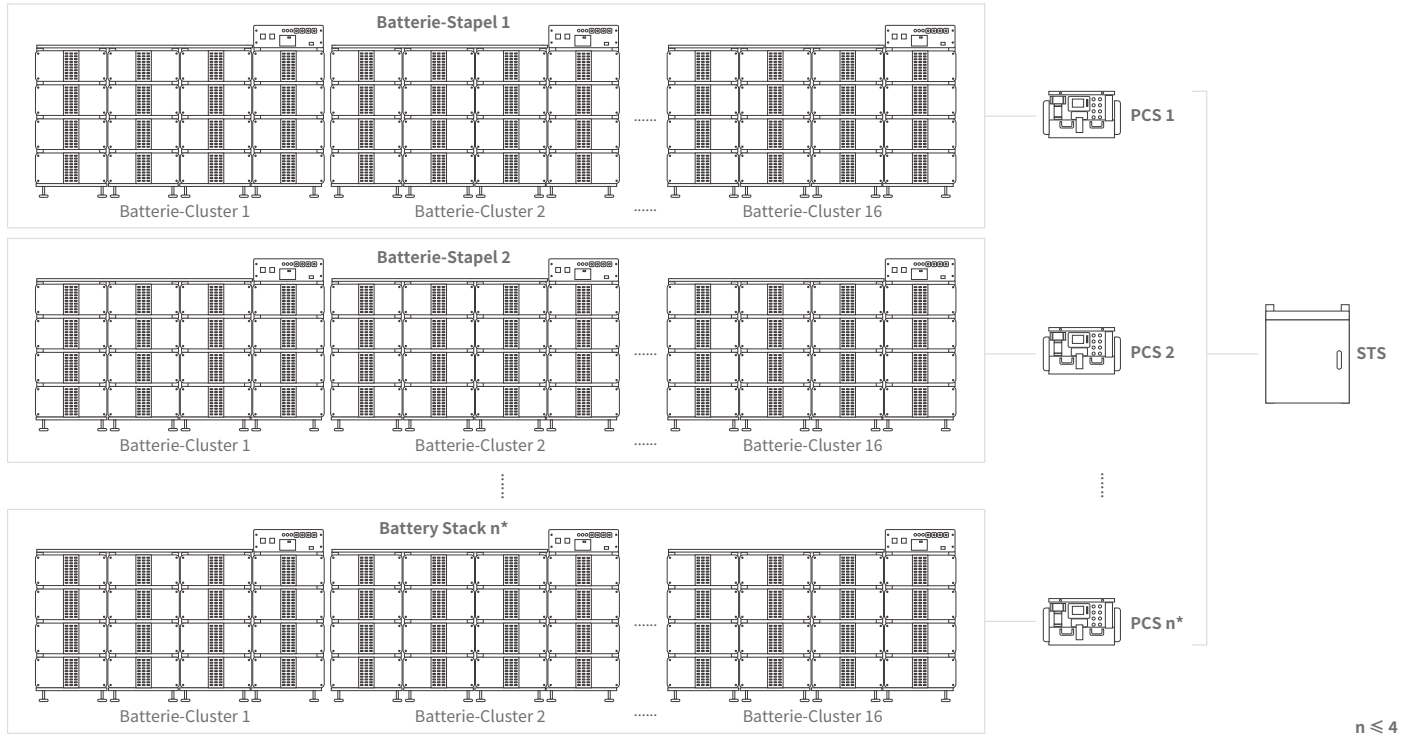 Batterie-Stapel 1
PCS 1
......
Batterie-Cluster 1
Batterie-Cluster 2
......
Batterie-Cluster 16
Batterie-Stapel 2
PCS 2
STS
......
Batterie-Cluster 1
Batterie-Cluster 2
......
Batterie-Cluster 16
Battery Stack n*
PCS n*
......
Batterie-Cluster 1
Batterie-Cluster 2
......
Batterie-Cluster 16
n ⩽ 4